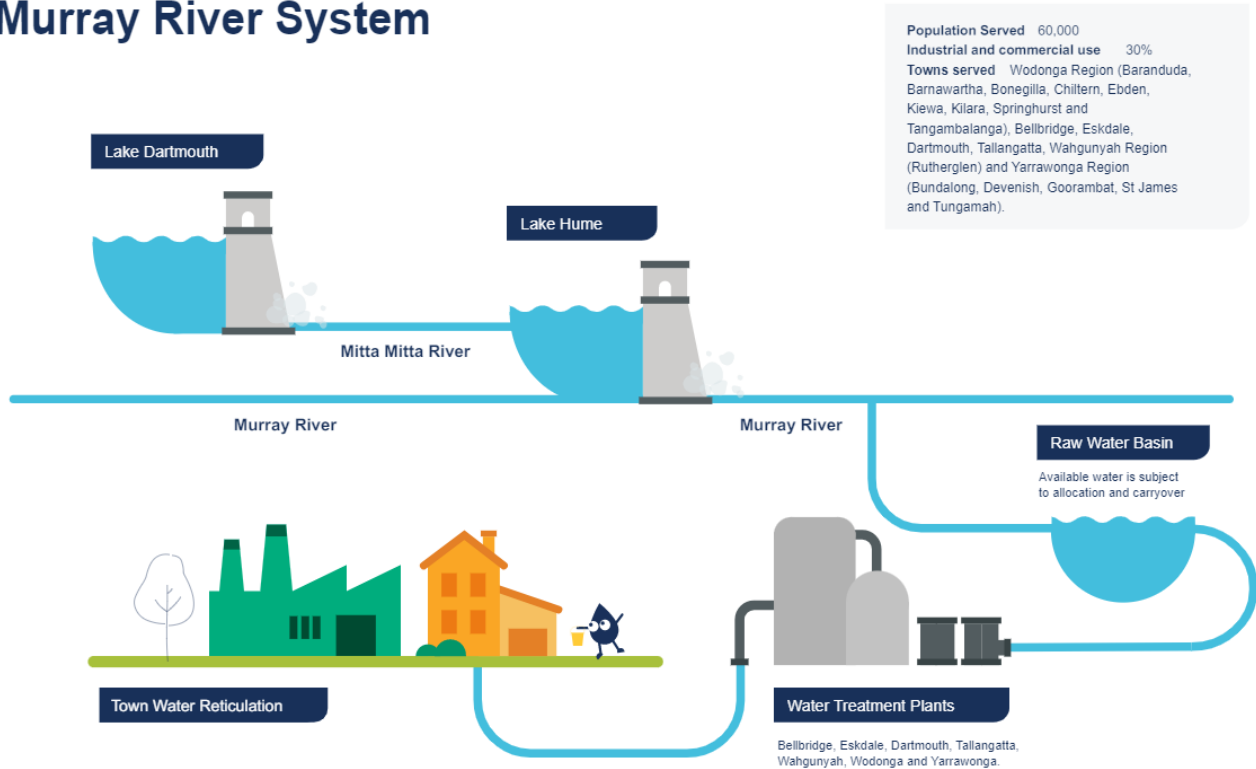 Murray River System
Population Served 60,000
Industrial and commercial use 30%
Towns served Wodonga Region (Baranduda,
Barnawartha, Bonegilla, Chiltern, Ebden,
Kiewa, Kilara, Springhurst and
Tangambalanga), Bellbridge, Eskdale,
Dartmouth, Tallangatta, Wahgunyah Region
(Rutherglen) and Yarrawonga Region
(Bundalong, Devenish, Goorambat, St James
and Tungamah).
Lake Dartmouth
Lake Hume
Mitta Mitta River
Murray River
Murray River
Raw Water Basin
Available water is subject
to allocation and carryover
Town Water Reticulation
Water Treatment Plants
Bellbridge, Eskdale, Dartmouth, Tallangatta,
Wahgunyah, Wodonga and Yarrawonga.